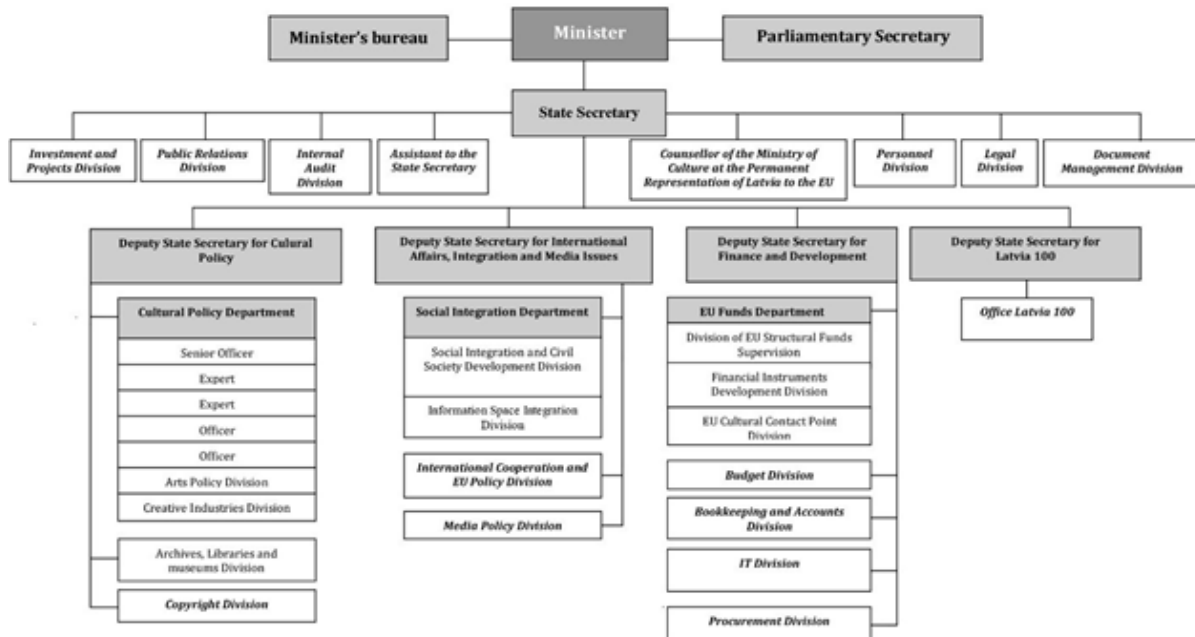 Minister's bureau
Minister
Parliamentary Secretary
State Secretary
Investment and
Projects Division
Public Relations
Division
Internal
Audit
Division
Assistant to the
State Secretary
Counsellor of the Ministry of
Culture at the Permanent
Representation of Latvia to the EU
Personnel
Division
Legal
Division
Document
Management Division
Deputy State Secretary for Culural
Policy
Deputy State Secretary for International
Affairs, Integration and Media Issues
Deputy State Secretary for
Finance and Development
Deputy State Secretary for
Latvia 100
Cultural Policy Department
Senior Officer
Expert
Expert
Officer
Officer
Arts Policy Division
Creative Industries Division
Archives, Libraries and
museums Division
Copyright Division
Social Integration Department
Social Integration and Civil
Society Development Division
Information Space Integration
Division
International Cooperation and
EU Policy Division
Media Policy Division
EU Funds Department
Division of EU Structural Funds
Supervision
Financial Instruments
Development Division
EU Cultural Contact Point
Division
Budget Division
Bookkeeping and Accounts
Division
IT Division
Procurement Division
Office Latvia 100